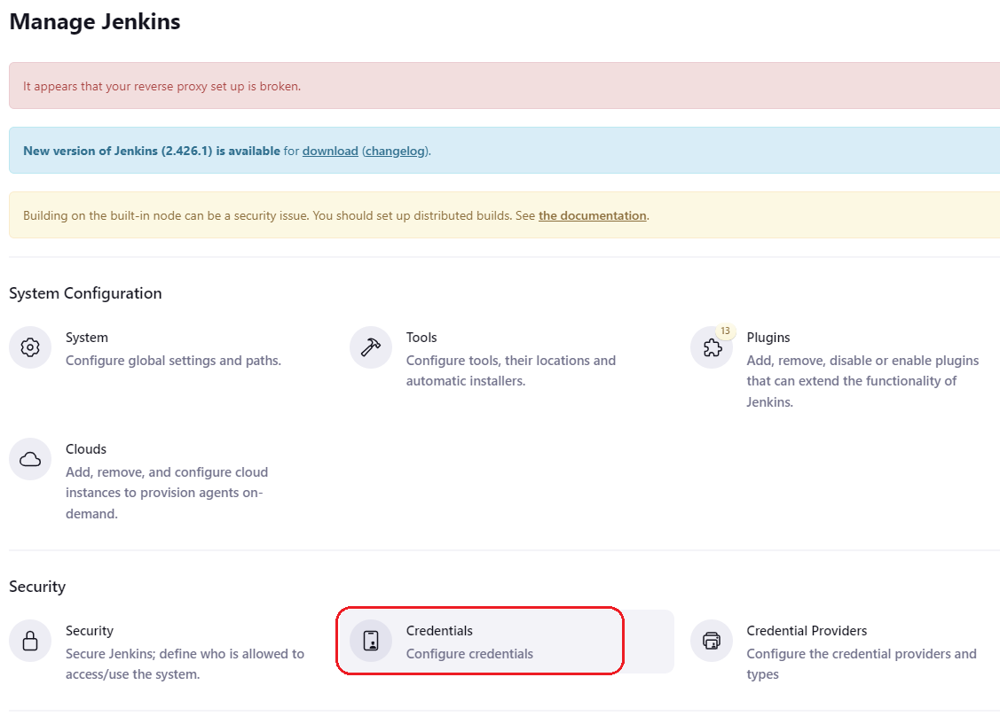 Manage Jenkins
It appears that your reverse proxy set up is broken.
New version of Jenkins (2.426.1) is available for download (changelog).
Building on the built-in node can be a security issue. You should set up distributed builds. See the documentation.
System Configuration
System
Configure global settings and paths.
Tools
Configure tools, their locations and
automatic installers.
13
Plugins
Add, remove, disable or enable plugins
that can extend the functionality of
Jenkins.
Clouds
Add, remove, and configure cloud
instances to provision agents on-
demand.
Security
Security
Secure Jenkins; define who is allowed to
access/use the system.
Credentials
Configure credentials
Credential Providers
Configure the credential providers and
types